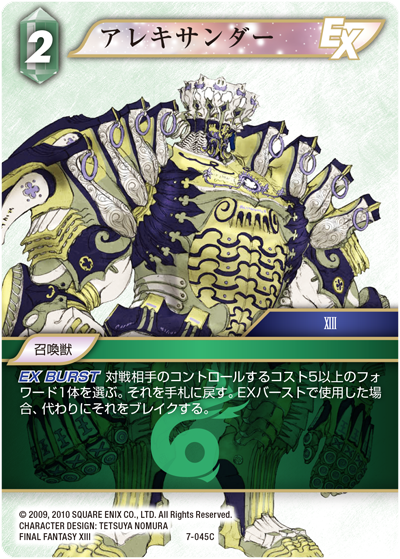 2
アレキサンダー
EX
XIII
召喚獣
EX BURST 対戦相手のコントロールするコスト5以上のフォ
ワード1体を選ぶ。それを手札に戻す。EXバーストで使用した場
合、代わりにそれをブレイクする。
© 2009, 2010 SQUARE ENIX CO., LTD. All Rights Reserved.
CHARACTER DESIGN: TETSUYA NOMURA
FINAL FANTASY XIII
7-045C